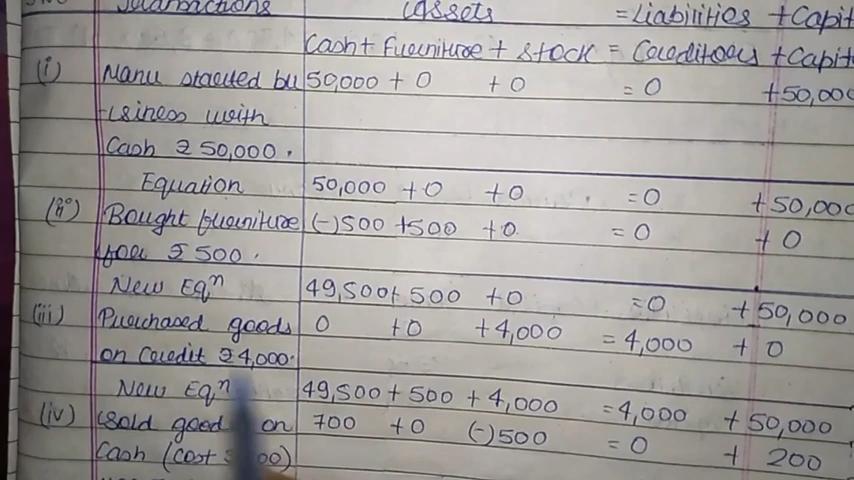 Transactions Assets =Liabilities +Capit
Cash+ Furniture + Stock = Creditors +Capit
(i) Manu started bu 50,000 + 0 +0 =0 +50,000
-siness with
Cash ₹ 50,000.
Equation 50,000 +0 +0 =0 +50,000
(ii) Bought furniture (-)500 +500 +0 =0 +0
for ₹ 500.
New Eqⁿ 49,500+ 500 +0 =0 +50,000
(iii) Purchased goods 0 +0 +4,000 =4,000 +0
on Credit ₹4,000.
New Eqⁿ 49,500 + 500 + 4,000 =4,000 +50,000
(iv) Sold good on 700 +0 (-)500 =0 + 200
Cash (Cost 00)